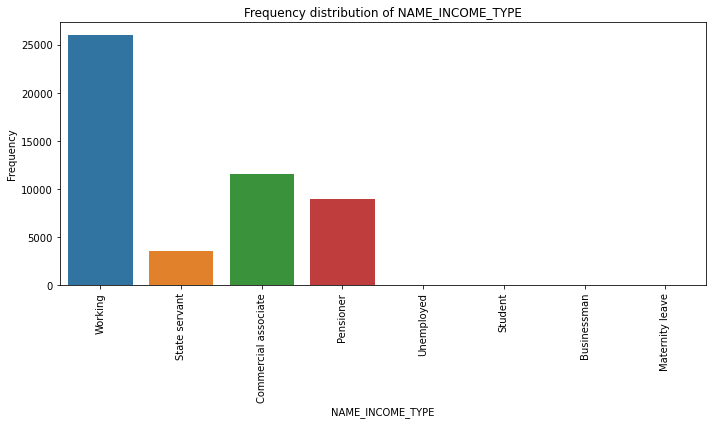 Frequency distribution of NAME_INCOME_TYPE
Frequency
25000
20000
15000
10000
5000
0
Working
State servant
Commercial associate
Pensioner
Unemployed
Student
Businessman
Maternity leave
NAME_INCOME_TYPE